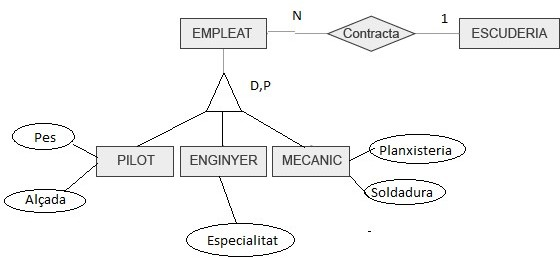 EMPLEAT
N
Contracta
1
ESCUDERIA
D,P
Pes
PILOT
ENGINYER
MECANIC
Planxisteria
Alçada
Soldadura
Especialitat
-